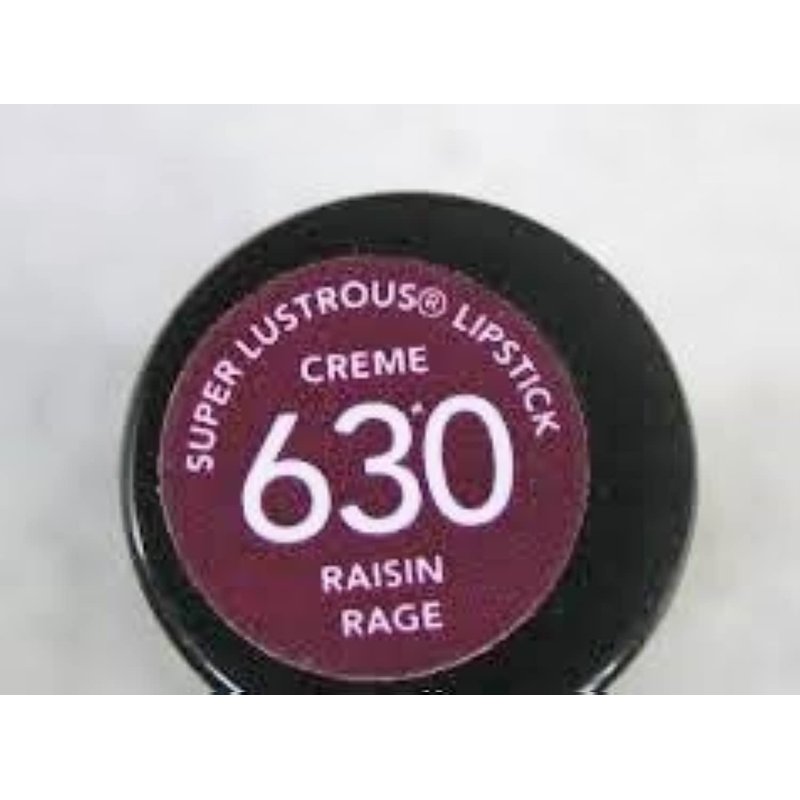 SUPER LUSTROUS® LIPSTICK
CREME
630
RAISIN
RAGE